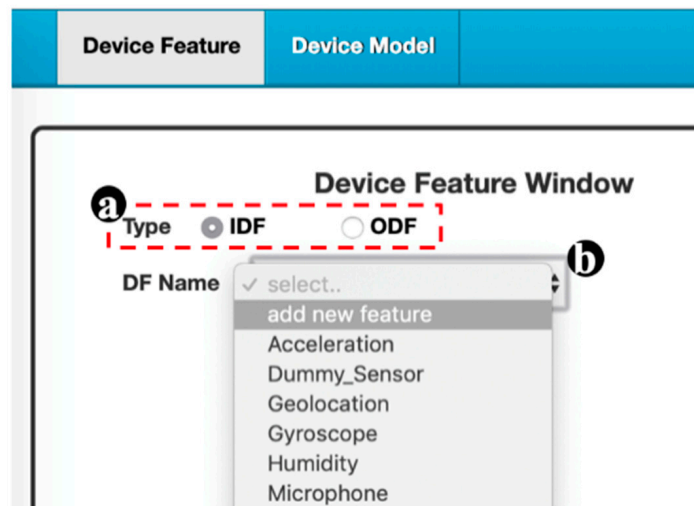 Device Feature Device Model
Device Feature Window
a
Type IDF ODF
b
DF Name ✓ select..
add new feature
Acceleration
Dummy_Sensor
Geolocation
Gyroscope
Humidity
Microphone